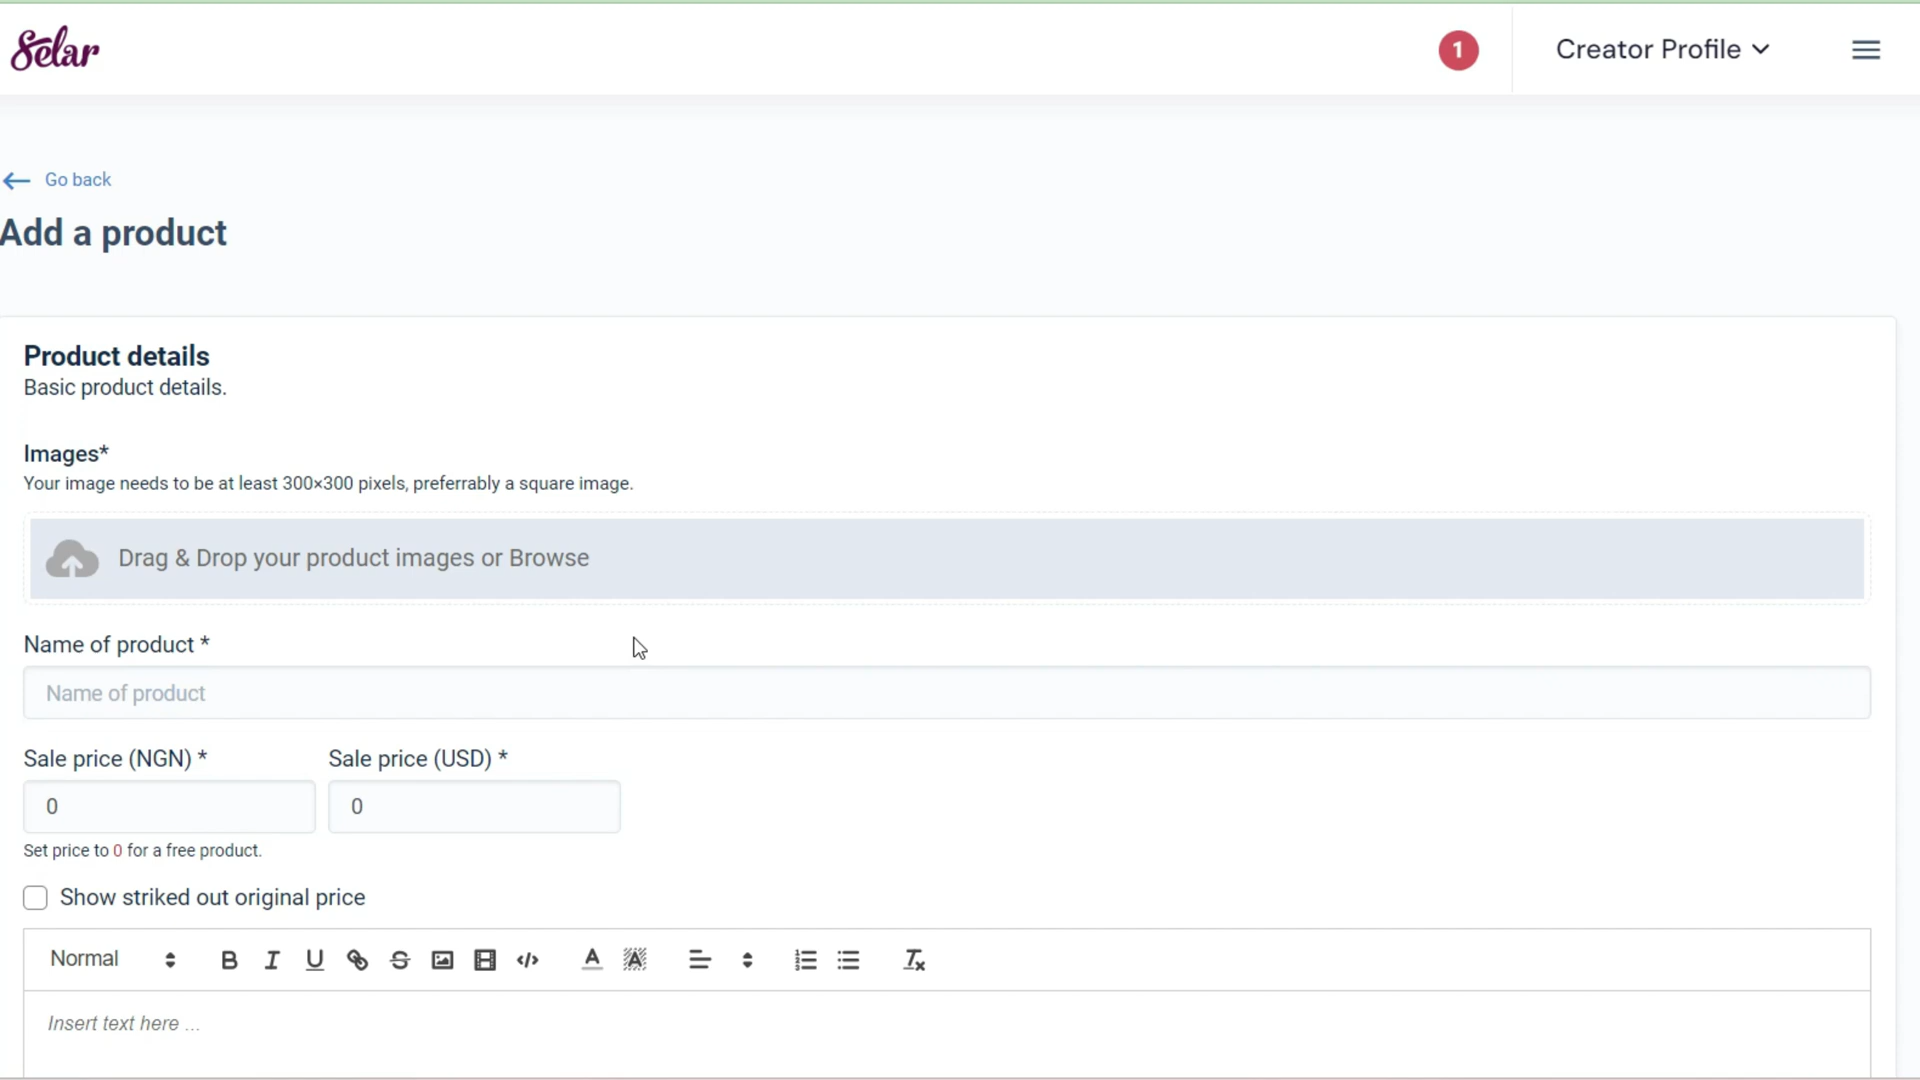 Selar
1
Creator Profile
Go back
Add a product
Product details
Basic product details.
Images*
Your image needs to be at least 300×300 pixels, preferrably a square image.
Drag & Drop your product images or Browse
Name of product *
Name of product
Sale price (NGN) * Sale price (USD) *
0 0
Set price to 0 for a free product.
Show striked out original price
Normal B I U S A A Tx
Insert text here ...